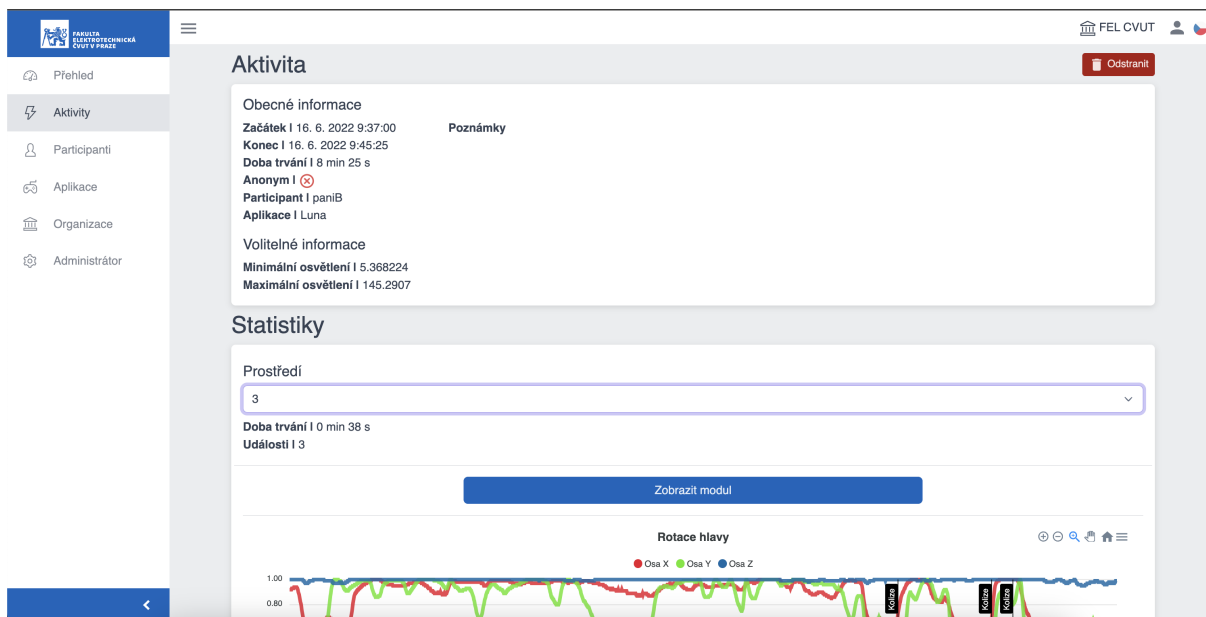 FAKULTA
ELEKTROTECHNICKÁ
ČVUT V PRAZE
FEL CVUT
Přehled
Aktivity
Participanti
Aplikace
Organizace
Administrátor
Aktivita
Odstranit
Obecné informace
Začátek | 16. 6. 2022 9:37:00
Poznámky
Konec | 16. 6. 2022 9:45:25
Doba trvání | 8 min 25 s
Anonym |
Participant | paniB
Aplikace | Luna
Volitelné informace
Minimální osvětlení | 5.368224
Maximální osvětlení | 145.2907
Statistiky
Prostředí
3
Doba trvání | 0 min 38 s
Události | 3
Zobrazit modul
Rotace hlavy
Osa X Osa Y Osa Z
1.00
0.80
Kolize
Kolize
Kolize